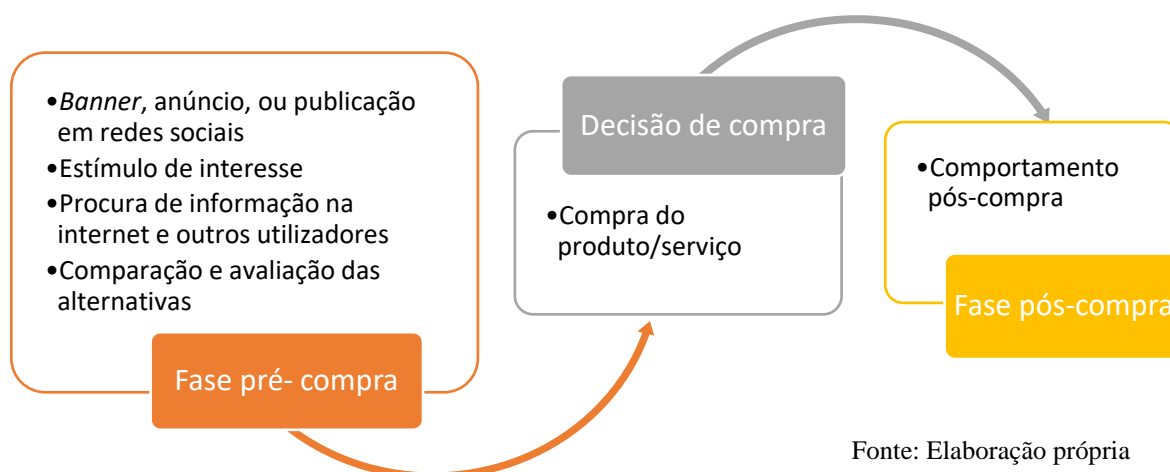 •Banner, anúncio, ou publicação
em redes sociais
•Estímulo de interesse
•Procura de informação na
internet e outros utilizadores
•Comparação e avaliação das
alternativas
Fase pré- compra
Decisão de compra
•Compra do
produto/serviço
•Comportamento
pós-compra
Fase pós-compra
Fonte: Elaboração própria